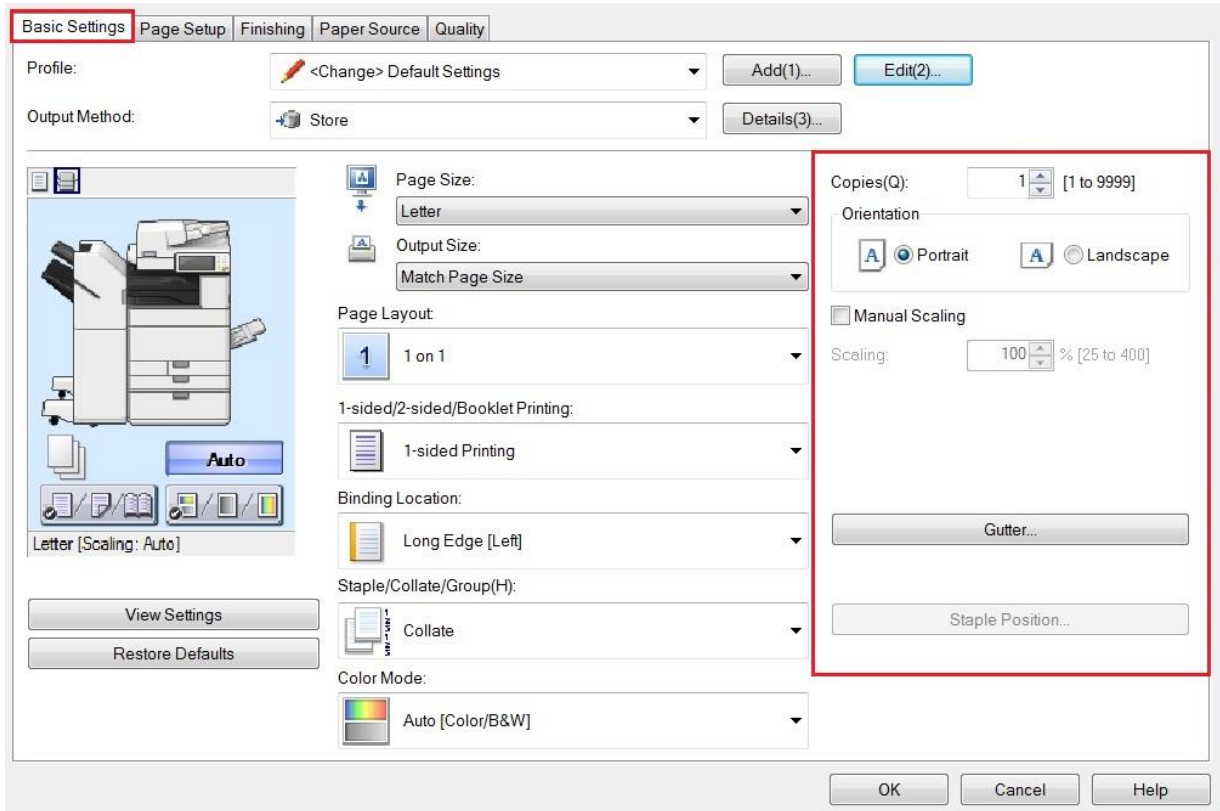 Basic Settings Page Setup Finishing Paper Source Quality
Profile: <Change> Default Settings Add(1)... Edit(2)...
Output Method: Store Details(3)...
Page Size:
Letter
Output Size:
Match Page Size
Page Layout:
1 1 on 1
1-sided/2-sided/Booklet Printing:
1-sided Printing
Binding Location:
Long Edge [Left]
Staple/Collate/Group(H):
Collate
Color Mode:
Auto [Color/B&W]
Auto
Letter [Scaling: Auto]
View Settings
Restore Defaults
Copies(Q): 1 [1 to 9999]
Orientation
A Portrait A Landscape
Manual Scaling
Scaling: 100 % [25 to 400]
Gutter...
Staple Position...
OK Cancel Help